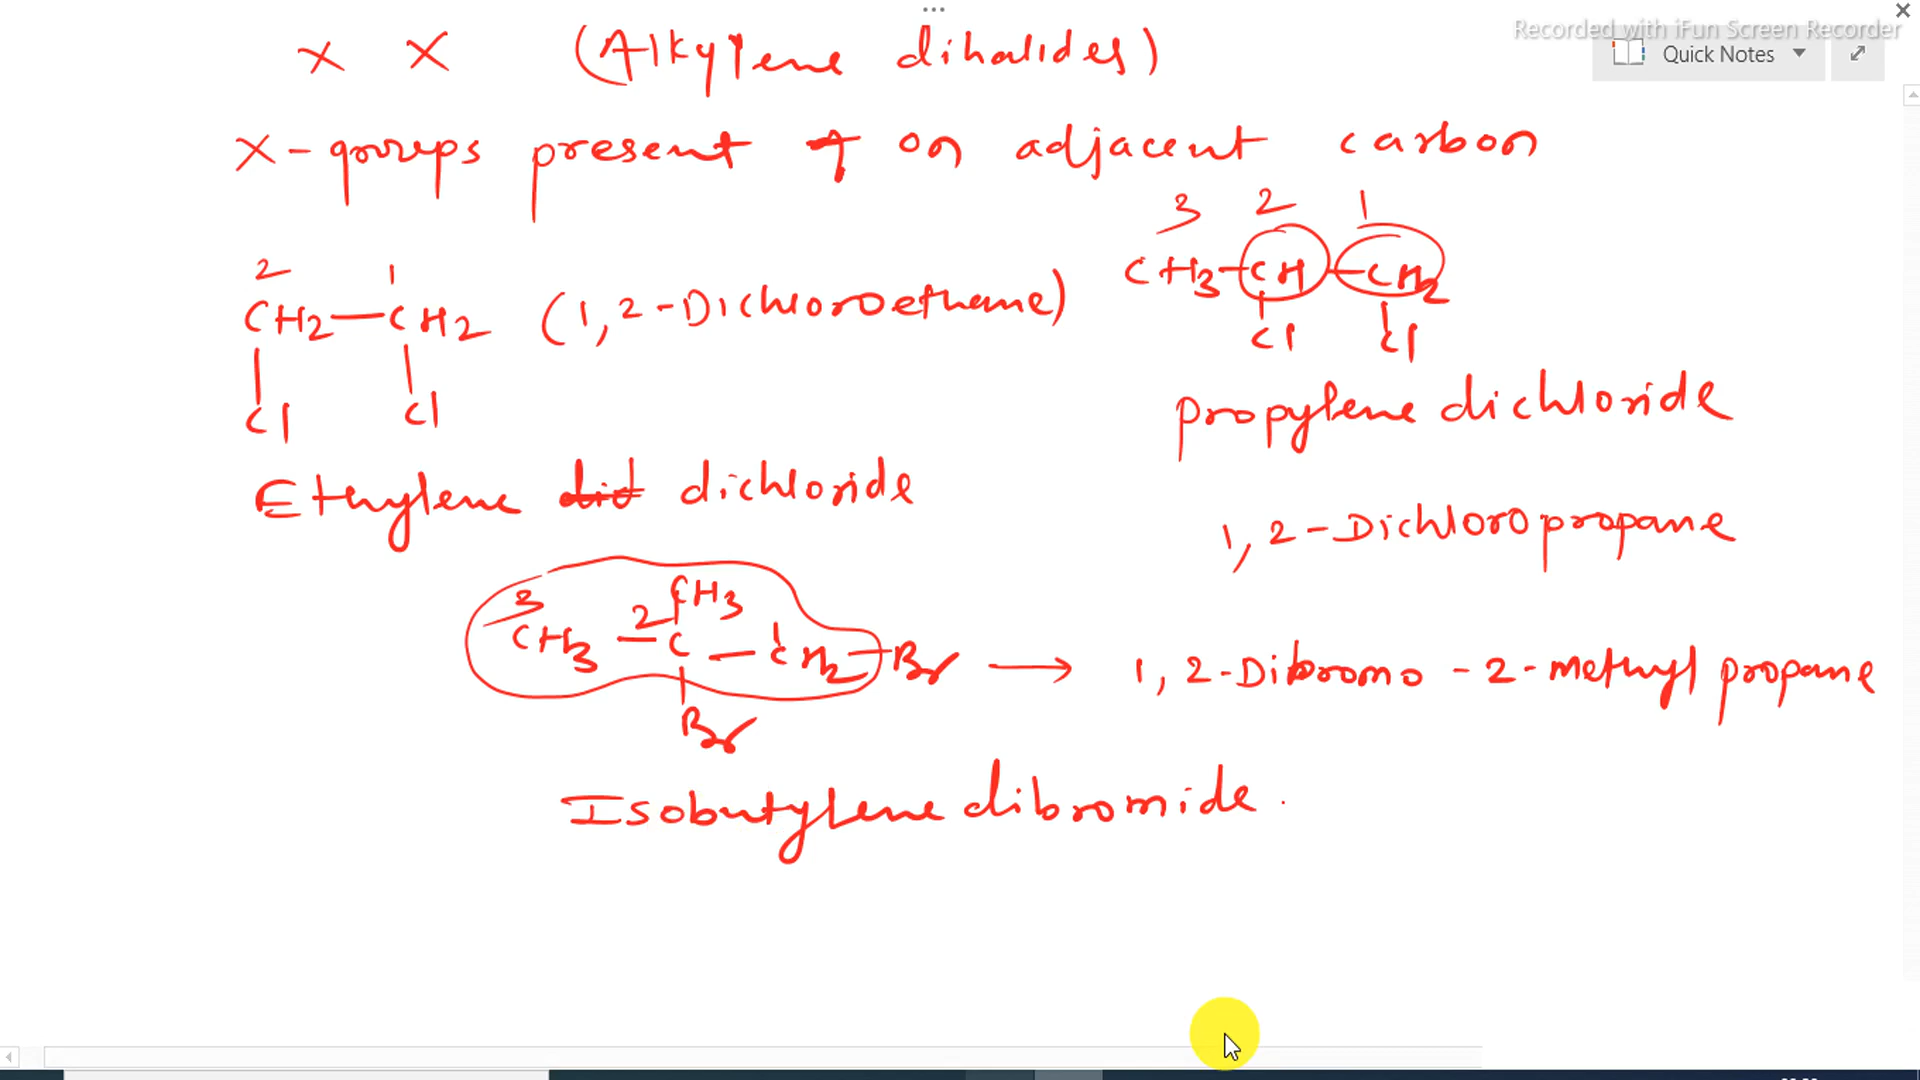 Recorded with iFun Screen Recorder
Quick Notes
X X (Alkylene dihalides)
X-groups present on adjacent carbon
3 2 1
CH3-CH-CH2
Cl Cl
2 1
CH2-CH2 (1,2-Dichloroethane)
Cl Cl
propylene dichloride
Ethylene did dichloride
1,2-Dichloropropane
CH3
3 2 1
CH3-C-CH2-Br → 1,2-Dibromo-2-methyl propane
Br
Isobutylene dibromide.